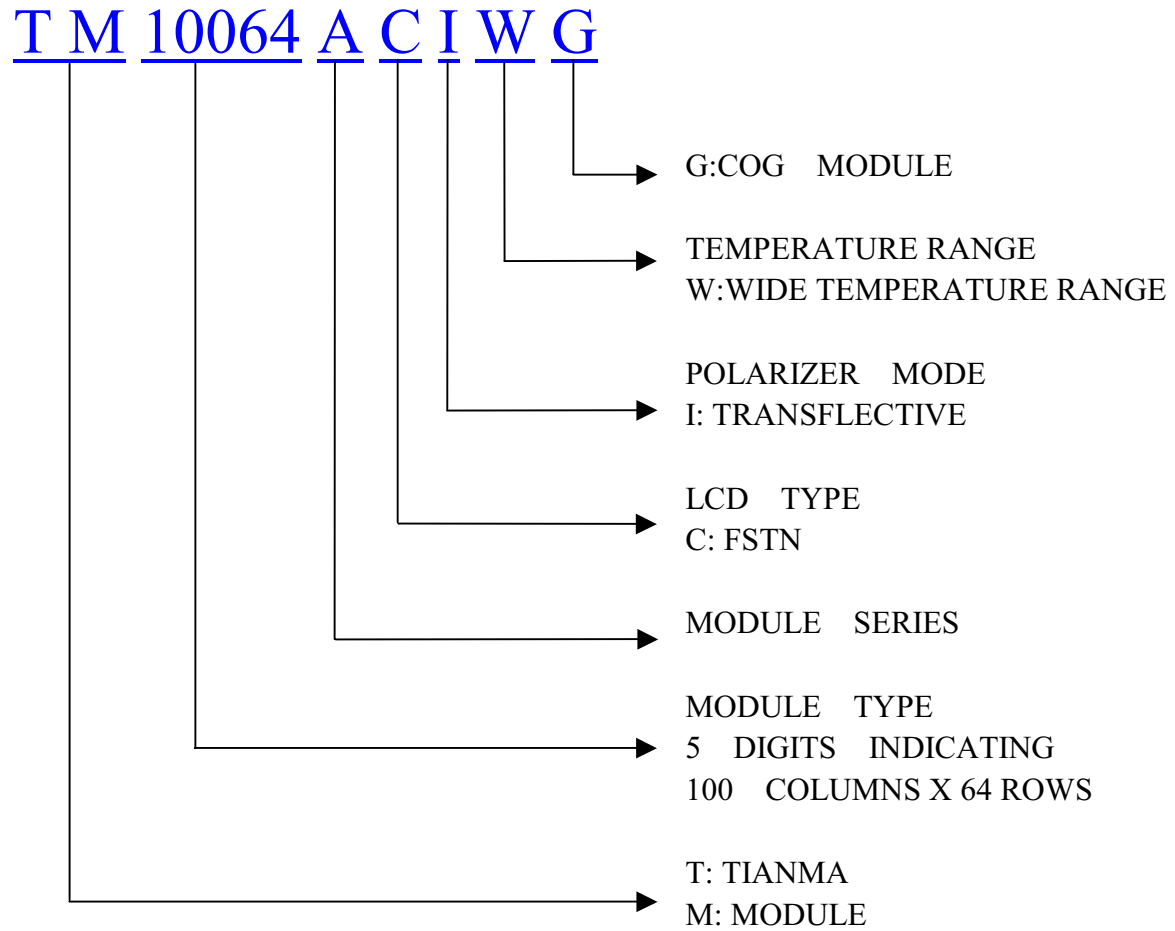 T M 10064 A C I W G
G:COG MODULE
TEMPERATURE RANGE
W:WIDE TEMPERATURE RANGE
POLARIZER MODE
I: TRANSFLECTIVE
LCD TYPE
C: FSTN
MODULE SERIES
MODULE TYPE
5 DIGITS INDICATING
100 COLUMNS X 64 ROWS
T: TIANMA
M: MODULE